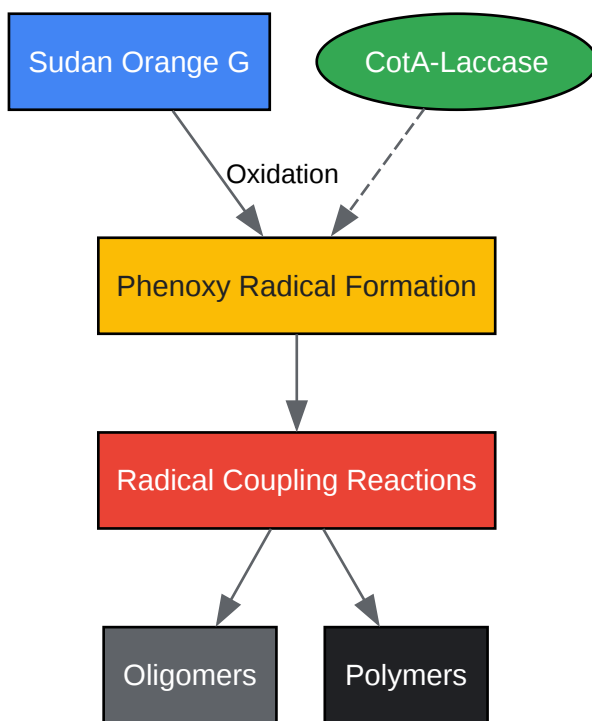 Sudan Orange G
CotA-Laccase
Oxidation
Phenoxy Radical Formation
Radical Coupling Reactions
Oligomers
Polymers